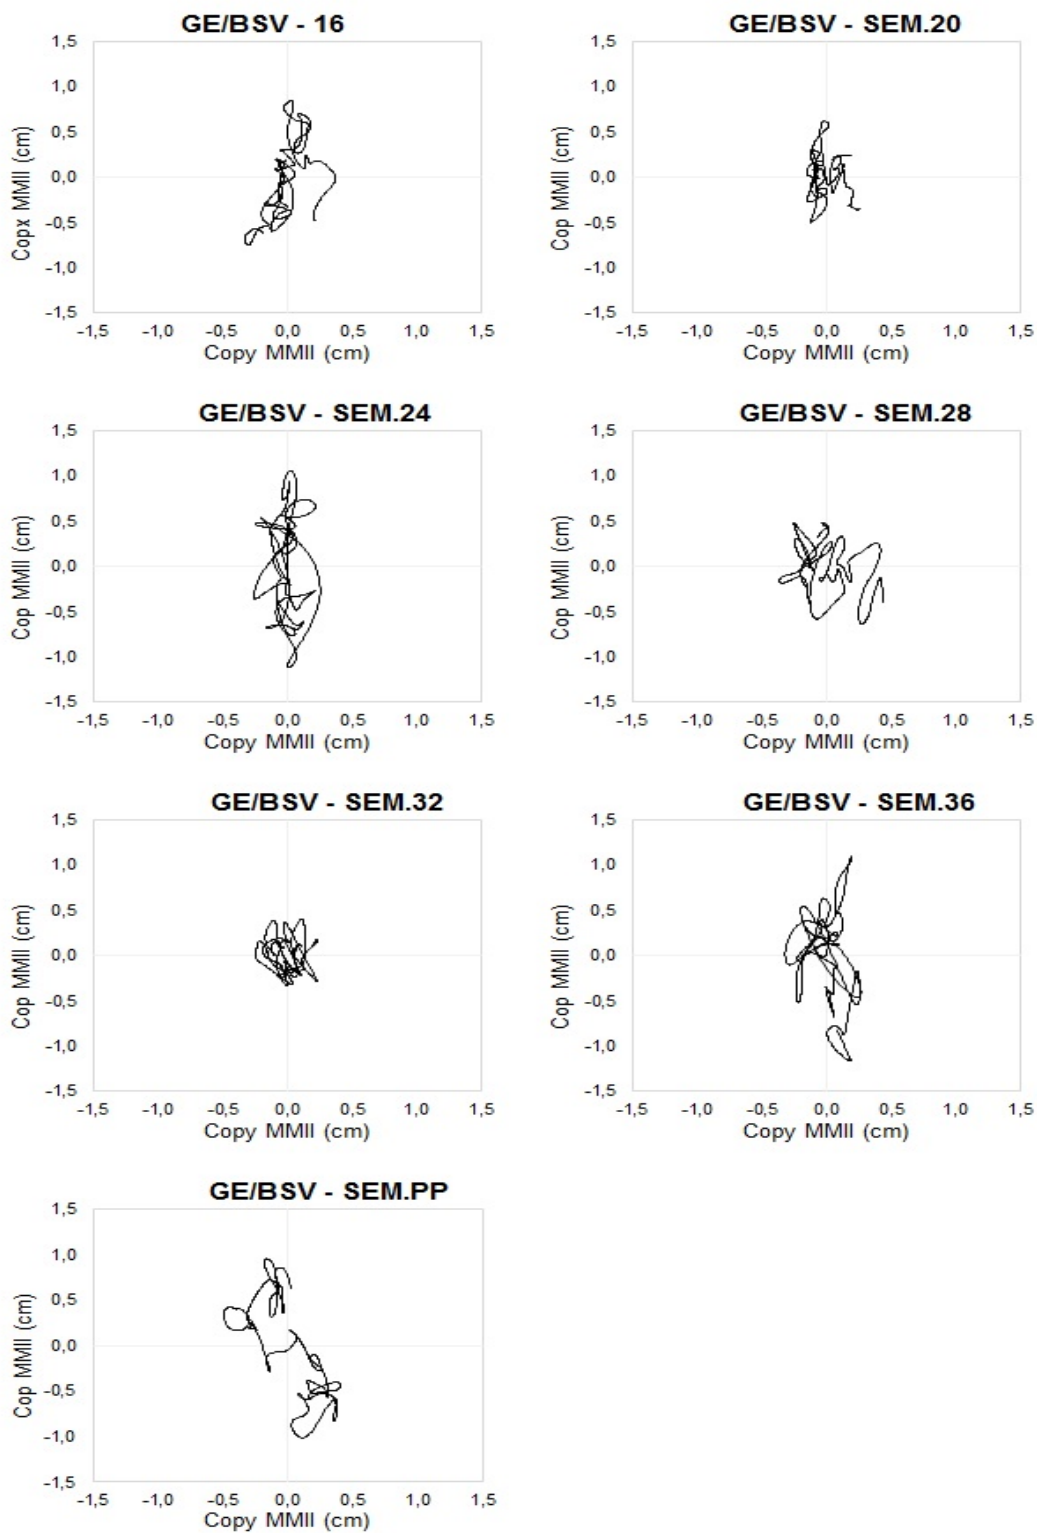 GE/BSV - 16
1,5
1,0
0,5
0,0
-0,5
-1,0
-1,5
Copx MMII (cm)
-1,5 -1,0 -0,5 0,0 0,5 1,0 1,5
Copy MMII (cm)
GE/BSV - SEM.20
1,5
1,0
0,5
0,0
-0,5
-1,0
-1,5
Cop MMII (cm)
-1,5 -1,0 -0,5 0,0 0,5 1,0 1,5
Copy MMII (cm)
GE/BSV - SEM.24
1,5
1,0
0,5
0,0
-0,5
-1,0
-1,5
Cop MMII (cm)
-1,5 -1,0 -0,5 0,0 0,5 1,0 1,5
Copy MMII (cm)
GE/BSV - SEM.28
1,5
1,0
0,5
0,0
-0,5
-1,0
-1,5
Cop MMII (cm)
-1,5 -1,0 -0,5 0,0 0,5 1,0 1,5
Copy MMII (cm)
GE/BSV - SEM.32
1,5
1,0
0,5
0,0
-0,5
-1,0
-1,5
Cop MMII (cm)
-1,5 -1,0 -0,5 0,0 0,5 1,0 1,5
Copy MMII (cm)
GE/BSV - SEM.36
1,5
1,0
0,5
0,0
-0,5
-1,0
-1,5
Cop MMII (cm)
-1,5 -1,0 -0,5 0,0 0,5 1,0 1,5
Copy MMII (cm)
GE/BSV - SEM.PP
1,5
1,0
0,5
0,0
-0,5
-1,0
-1,5
Cop MMII (cm)
-1,5 -1,0 -0,5 0,0 0,5 1,0 1,5
Copy MMII (cm)